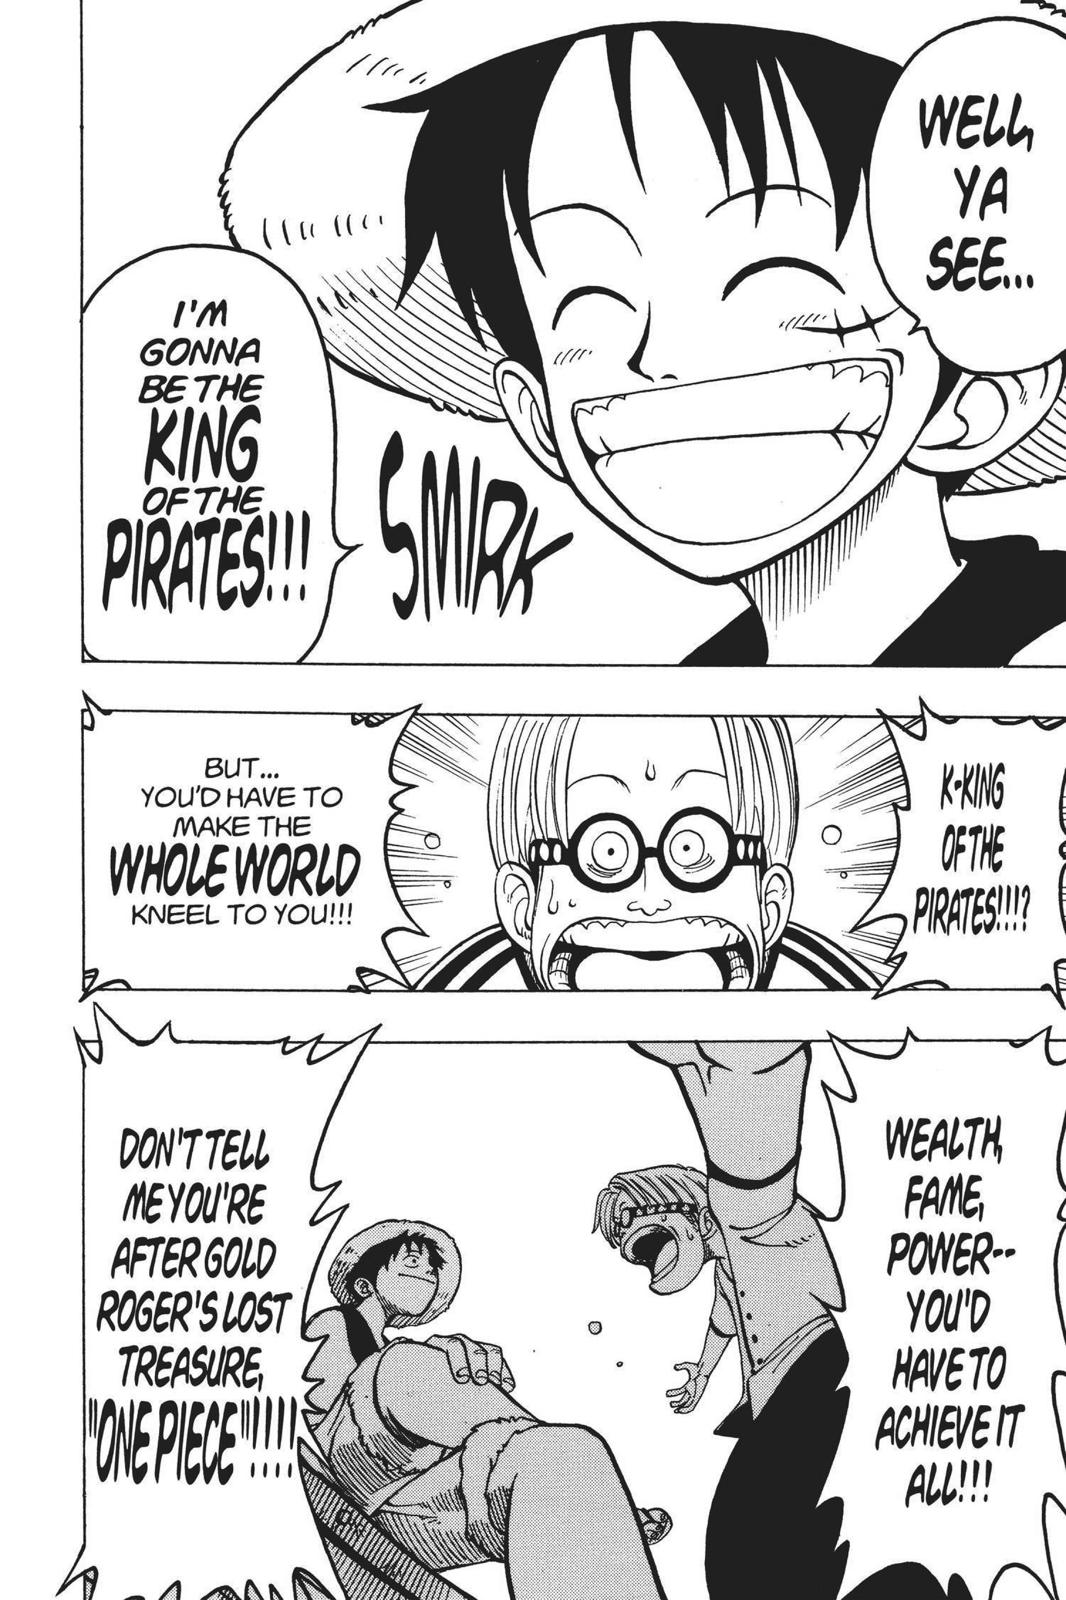 WELL,
YA
SEE...
I'M
GONNA
BE THE
KING
OF THE
PIRATES!!!
SMIRK
K-KING
OF THE
PIRATES!!!?
BUT...
YOU'D HAVE TO
MAKE THE
WHOLE WORLD
KNEEL TO YOU!!!
WEALTH,
FAME,
POWER--
YOU'D
HAVE TO
ACHIEVE IT
ALL!!!
DON'T TELL
ME YOU'RE
AFTER GOLD
ROGER'S LOST
TREASURE,
"ONE PIECE"!!!!